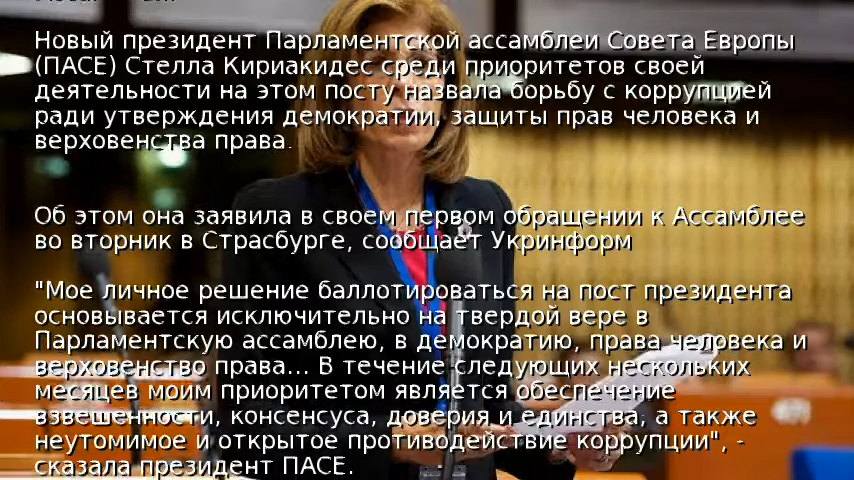 Новый президент Парламентской ассамблеи Совета Европы
(ПАСЕ) Стелла Кириакидес среди приоритетов своей
деятельности на этом посту назвала борьбу с коррупцией
ради утверждения демократии, защиты прав человека и
верховенства права.
Об этом она заявила в своем первом обращении к Ассамблее
во вторник в Страсбурге, сообщает Укринформ
"Мое личное решение баллотироваться на пост президента
основывается исключительно на твердой вере в
Парламентскую ассамблею, в демократию, права человека и
верховенство права... В течение следующих нескольких
месяцев моим приоритетом является обеспечение
взвешенности, консенсуса, доверия и единства, а также
неутомимое и открытое противодействие коррупции", -
сказала президент ПАСЕ.